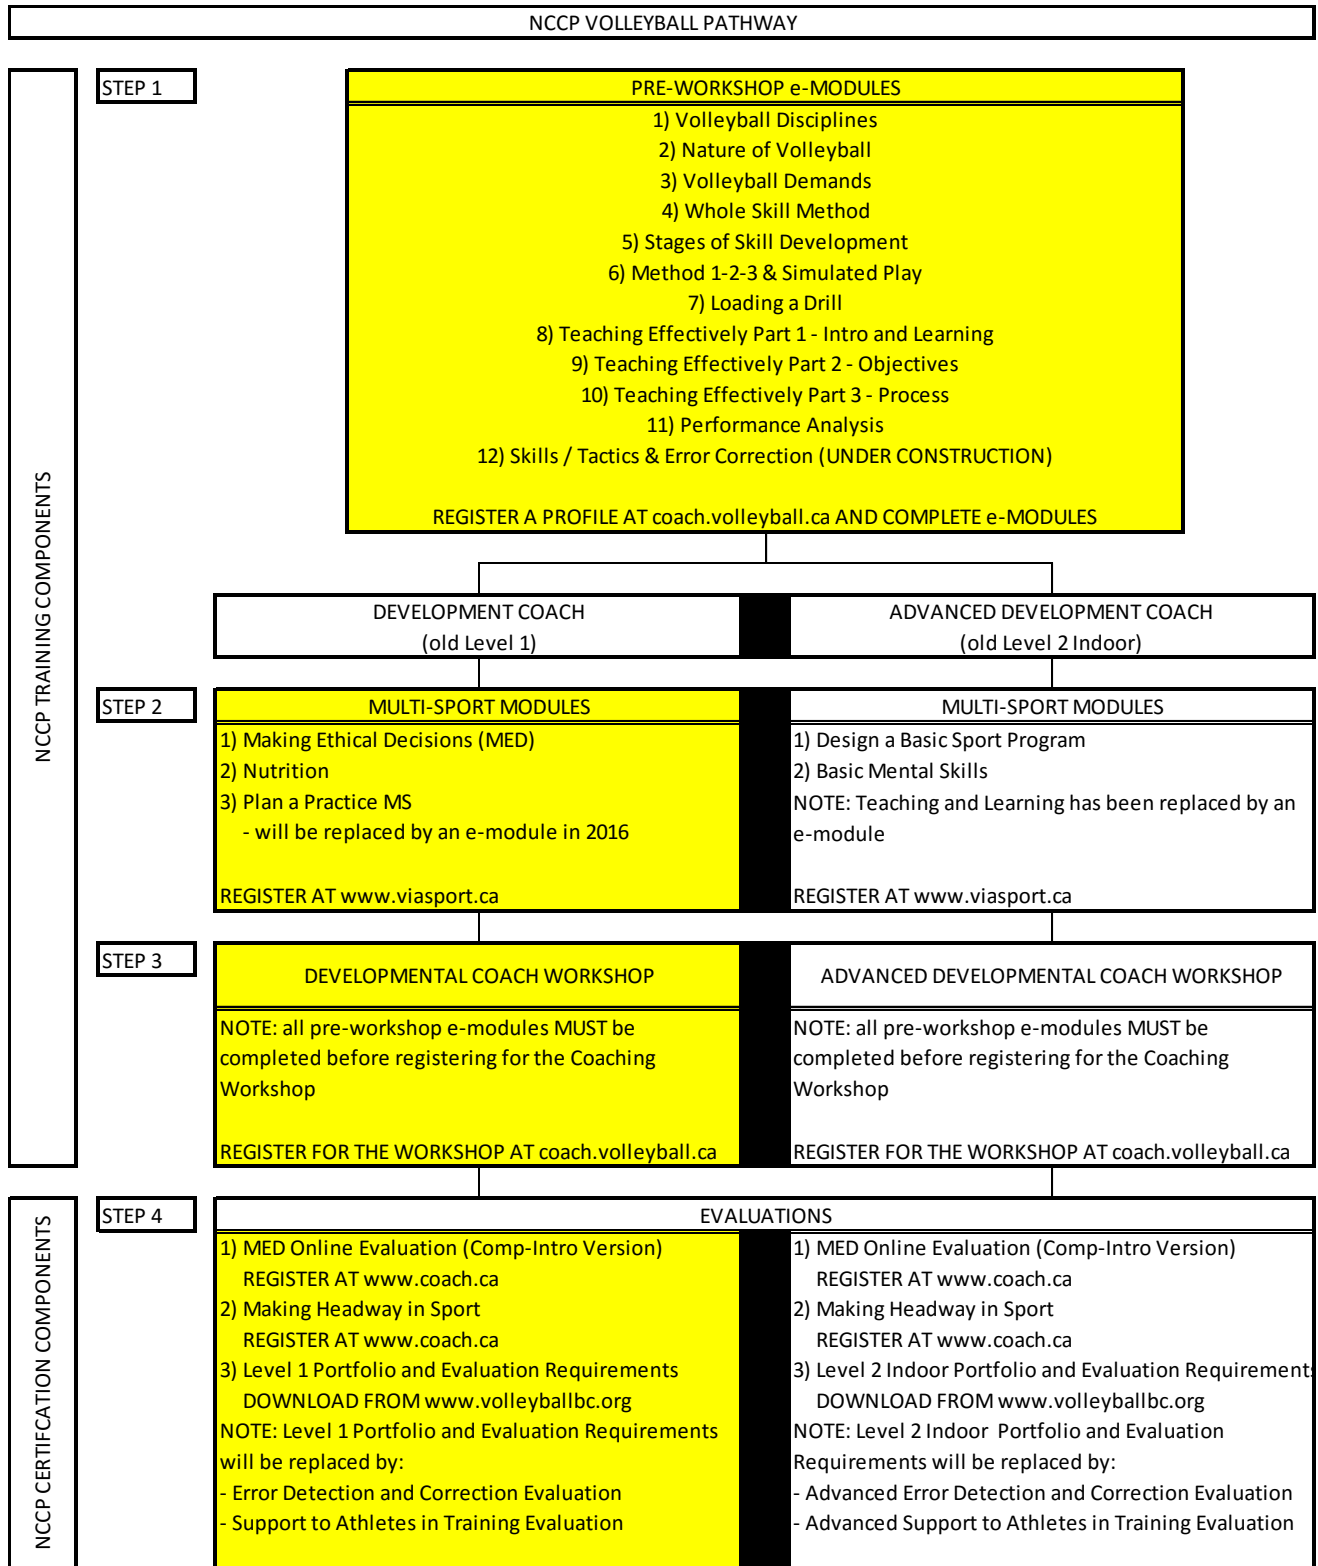 NCCP VOLLEYBALL PATHWAY
NCCP TRAINING COMPONENTS
STEP 1
PRE-WORKSHOP e-MODULES
1) Volleyball Disciplines
2) Nature of Volleyball
3) Volleyball Demands
4) Whole Skill Method
5) Stages of Skill Development
6) Method 1-2-3 & Simulated Play
7) Loading a Drill
8) Teaching Effectively Part 1 - Intro and Learning
9) Teaching Effectively Part 2 - Objectives
10) Teaching Effectively Part 3 - Process
11) Performance Analysis
12) Skills / Tactics & Error Correction (UNDER CONSTRUCTION)
REGISTER A PROFILE AT coach.volleyball.ca AND COMPLETE e-MODULES
DEVELOPMENT COACH
(old Level 1)
ADVANCED DEVELOPMENT COACH
(old Level 2 Indoor)
STEP 2
MULTI-SPORT MODULES
1) Making Ethical Decisions (MED)
2) Nutrition
3) Plan a Practice MS
- will be replaced by an e-module in 2016
REGISTER AT www.viasport.ca
MULTI-SPORT MODULES
1) Design a Basic Sport Program
2) Basic Mental Skills
NOTE: Teaching and Learning has been replaced by an
e-module
REGISTER AT www.viasport.ca
STEP 3
DEVELOPMENTAL COACH WORKSHOP
NOTE: all pre-workshop e-modules MUST be
completed before registering for the Coaching
Workshop
REGISTER FOR THE WORKSHOP AT coach.volleyball.ca
ADVANCED DEVELOPMENTAL COACH WORKSHOP
NOTE: all pre-workshop e-modules MUST be
completed before registering for the Coaching
Workshop
REGISTER FOR THE WORKSHOP AT coach.volleyball.ca
NCCP CERTIFCATION COMPONENTS
STEP 4
EVALUATIONS
1) MED Online Evaluation (Comp-Intro Version)
REGISTER AT www.coach.ca
2) Making Headway in Sport
REGISTER AT www.coach.ca
3) Level 1 Portfolio and Evaluation Requirements
DOWNLOAD FROM www.volleyballbc.org
NOTE: Level 1 Portfolio and Evaluation Requirements
will be replaced by:
- Error Detection and Correction Evaluation
- Support to Athletes in Training Evaluation
1) MED Online Evaluation (Comp-Intro Version)
REGISTER AT www.coach.ca
2) Making Headway in Sport
REGISTER AT www.coach.ca
3) Level 2 Indoor Portfolio and Evaluation Requirements
DOWNLOAD FROM www.volleyballbc.org
NOTE: Level 2 Indoor  Portfolio and Evaluation
Requirements will be replaced by:
- Advanced Error Detection and Correction Evaluation
- Advanced Support to Athletes in Training Evaluation